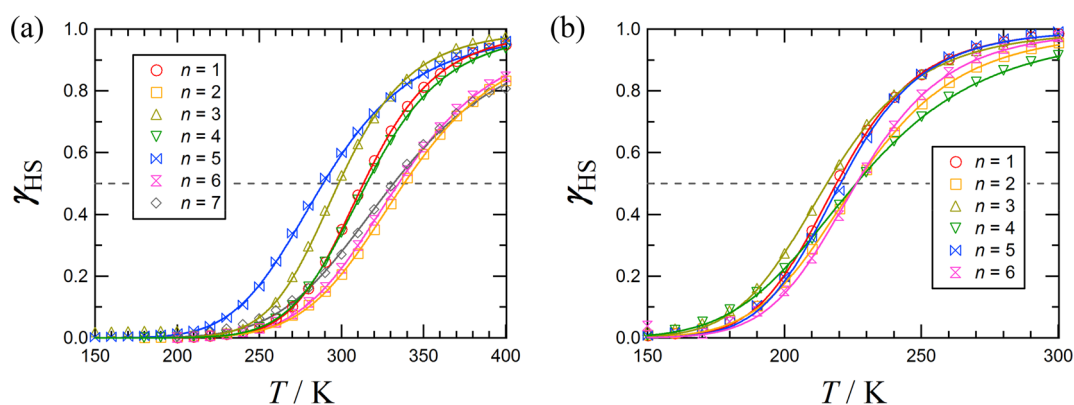 (a)
1.0
0.8
0.6
0.4
0.2
0.0
γHS
n = 1
n = 2
n = 3
n = 4
n = 5
n = 6
n = 7
150 200 250 300 350 400
T / K
(b)
1.0
0.8
0.6
0.4
0.2
0.0
γHS
n = 1
n = 2
n = 3
n = 4
n = 5
n = 6
150 200 250 300
T / K